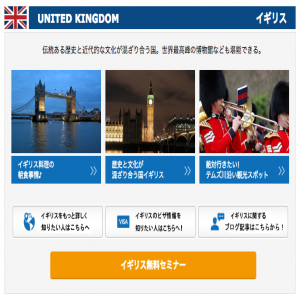 UNITED KINGDOM
イギリス
伝統ある歴史と近代的な文化が混ざり合う国。世界最高峰の博物館なども堪能できる。
イギリス料理の
粗食事情♪
歴史と文化が
混ざり合う国イギリス
絶対行きたい!
テムズ川沿い観光スポット
イギリスをもっと詳しく
知りたい人はこちらへ
VISA
イギリスのビザ情報を
知りたい人はこちらへ!
イギリスに関する
ブログ記事はこちらから!
イギリス無料セミナー